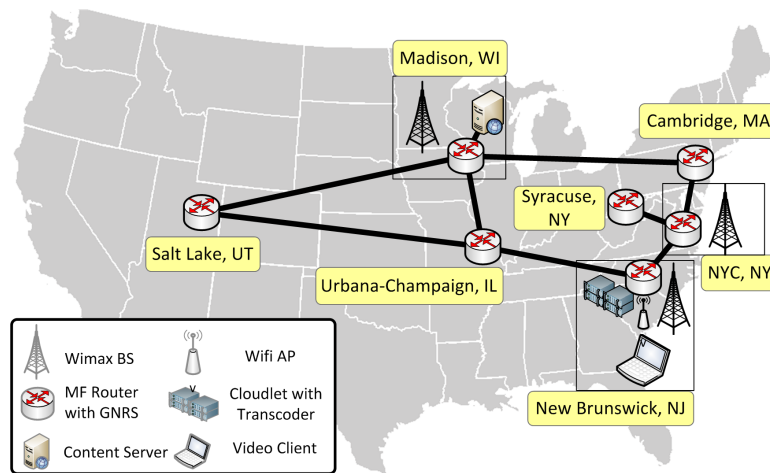 Madison, WI
Cambridge, MA
Syracuse,
NY
Salt Lake, UT
NYC, NY
Urbana-Champaign, IL
New Brunswick, NJ
Wimax BS
Wifi AP
MF Router
with GNRS
V
Cloudlet with
Transcoder
Content Server
Video Client